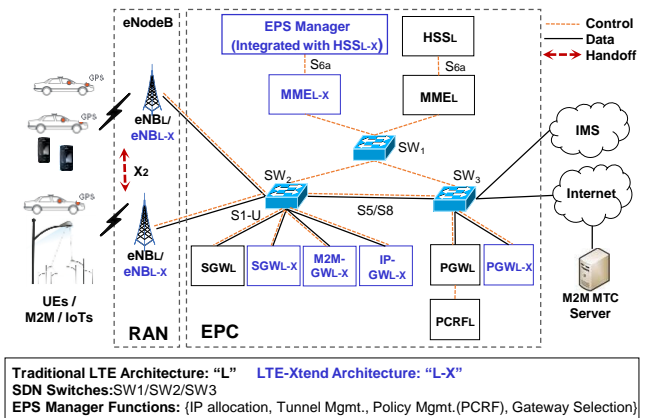 eNodeB
EPS Manager
(Integrated with HSSL-X)
HSSL
Control
Data
Handoff
S6a
S6a
MMEL-X
MMEL
GPS
GPS
eNBL/
eNBL-X
SW1
IMS
X2
SW2
SW3
Internet
GPS
S1-U
S5/S8
eNBL/
eNBL-X
SGWL
SGWL-X
M2M-
GWL-X
IP-
GWL-X
PGWL
PGWL-X
UEs /
M2M / IoTs
M2M MTC
Server
PCRFL
RAN
EPC
Traditional LTE Architecture: “L” LTE-Xtend Architecture: “L-X”
SDN Switches:SW1/SW2/SW3
EPS Manager Functions: {IP allocation, Tunnel Mgmt., Policy Mgmt.(PCRF), Gateway Selection}